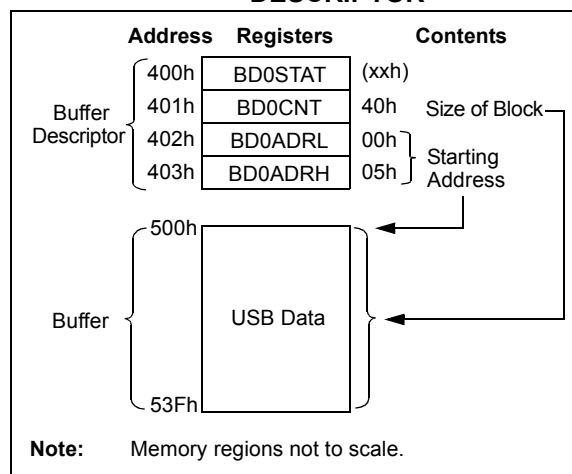 DESCRIPTOR
Address Registers Contents
400h BD0STAT (xxh)
401h BD0CNT 40h Size of Block
Buffer
Descriptor
402h BD0ADRL 00h
Starting
Address
403h BD0ADRH 05h
500h
Buffer USB Data
53Fh
Note: Memory regions not to scale.